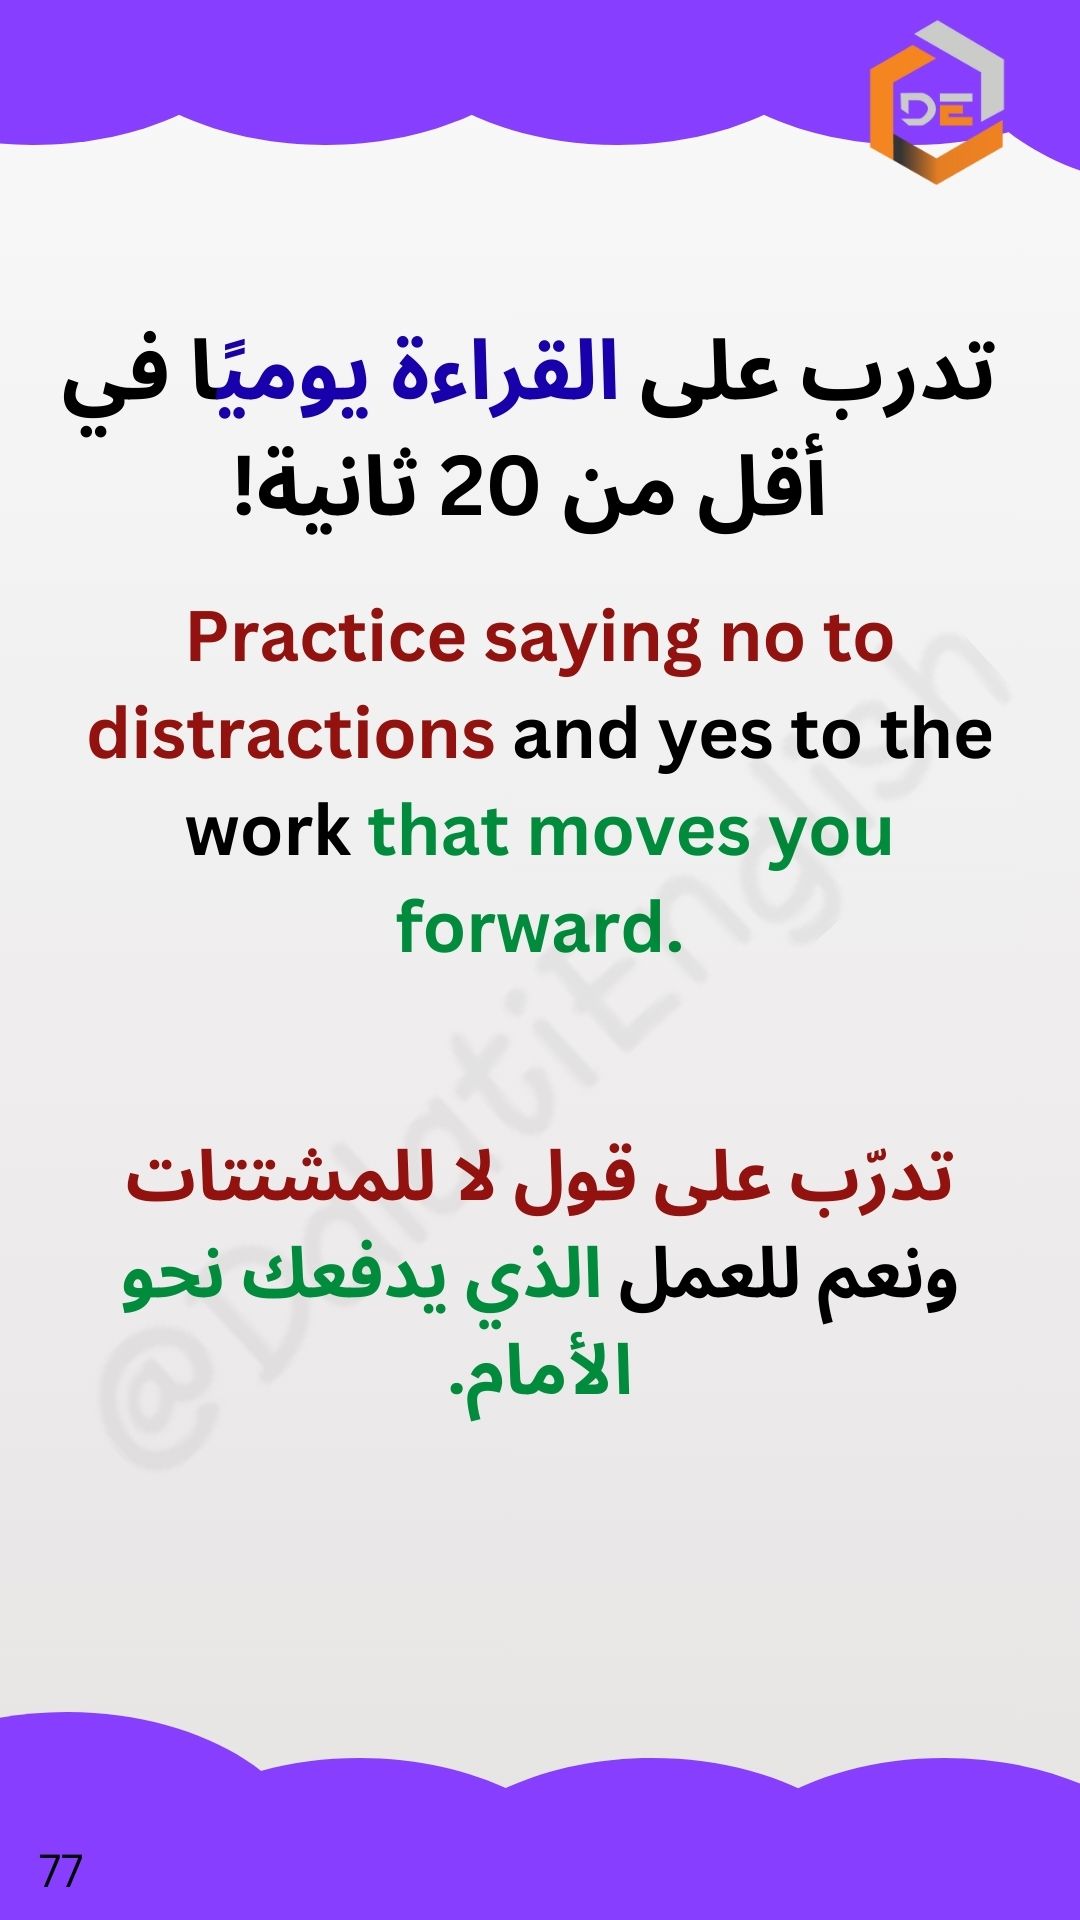 DE
تدرب على القراءة يوميًا في
أقل من 20 ثانية!
Practice saying no to
distractions and yes to the
work that moves you
forward.
@DalatiEnglish
تدرّب على قول لا للمشتتات
ونعم للعمل الذي يدفعك نحو
الأمام.
77